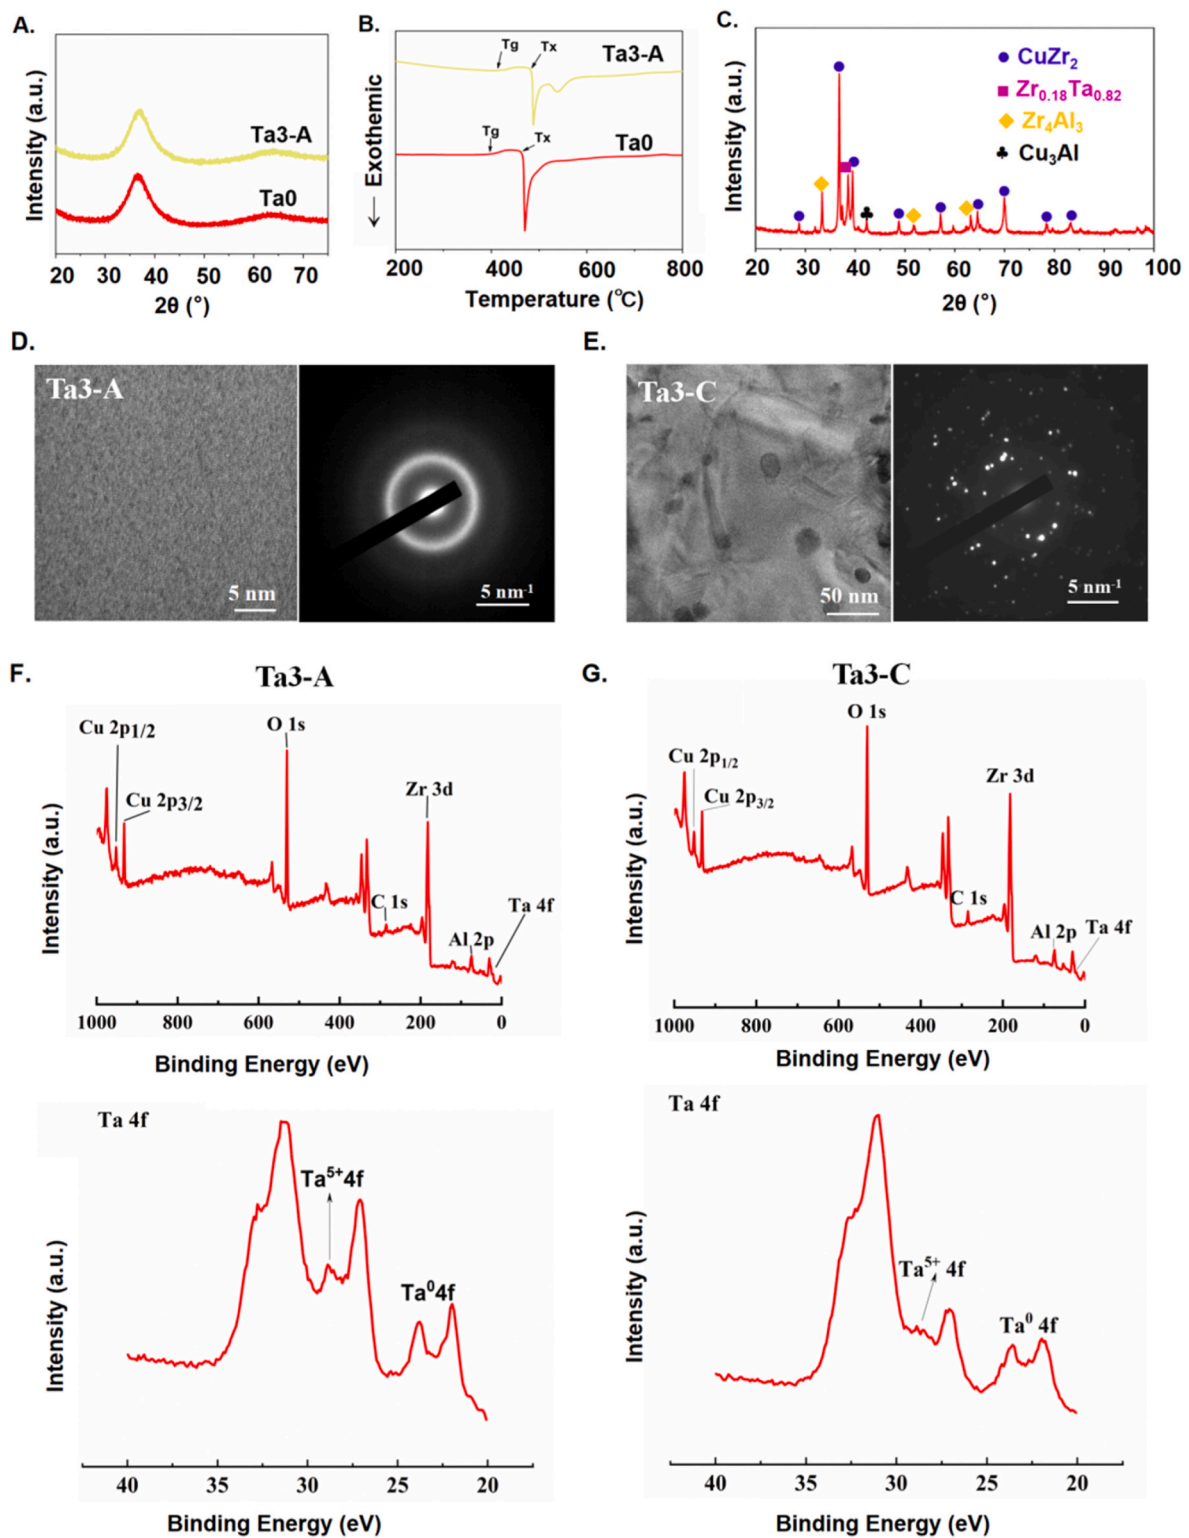 A.
Intensity (a.u.)
Ta3-A
Ta0
20 30 40 50 60 70
2θ (°)
B.
← Exothemic
Tg
Tx
Ta3-A
Tg
Tx
Ta0
200 400 600 800
Temperature (℃)
C.
Intensity (a.u.)
CuZr2
Zr0.18Ta0.82
Zr4Al3
Cu3Al
20 30 40 50 60 70 80 90 100
2θ (°)
D.
Ta3-A
5 nm
5 nm-1
E.
Ta3-C
50 nm
5 nm-1
F.
Ta3-A
Intensity (a.u.)
Cu 2p1/2
Cu 2p3/2
O 1s
Zr 3d
C 1s
Al 2p
Ta 4f
1000 800 600 400 200 0
Binding Energy (eV)
Ta 4f
Intensity (a.u.)
Ta5+4f
Ta04f
40 35 30 25 20
Binding Energy (eV)
G.
Ta3-C
Intensity (a.u.)
Cu 2p1/2
Cu 2p3/2
O 1s
Zr 3d
C 1s
Al 2p
Ta 4f
1000 800 600 400 200 0
Binding Energy (eV)
Ta 4f
Intensity (a.u.)
Ta5+ 4f
Ta0 4f
40 35 30 25 20
Binding Energy (eV)